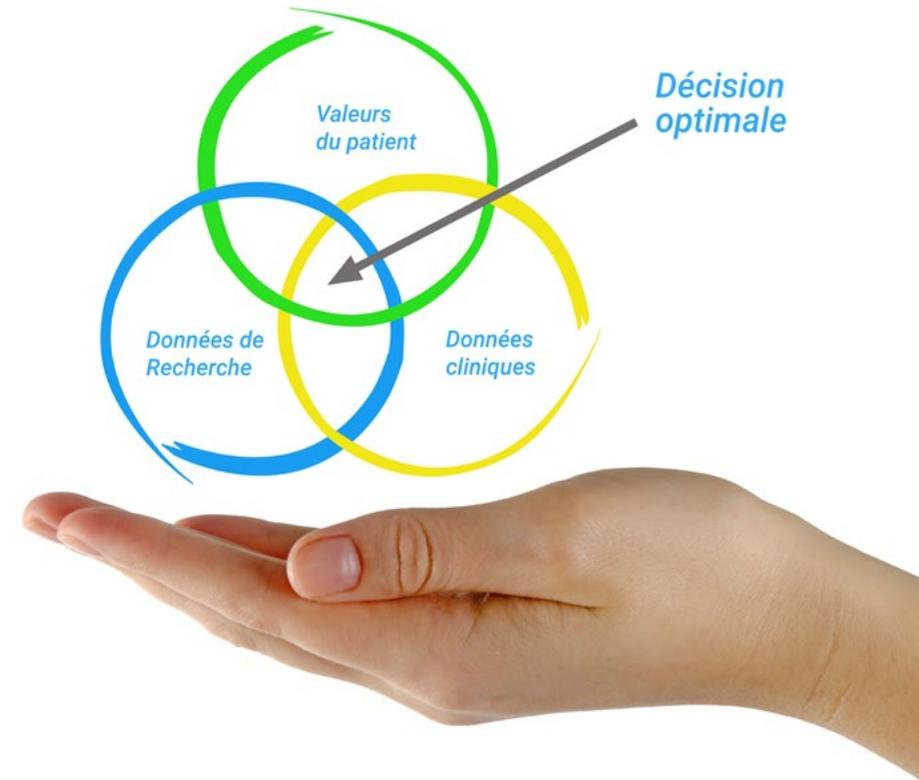 Valeurs
du patient
Décision
optimale
Données de
Recherche
Données
cliniques